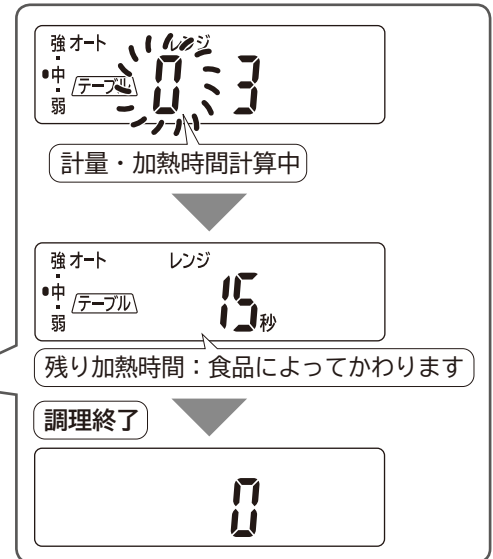 強 オート レンジ
中 テーブル 03
弱
計量・加熱時間計算中
強 オート レンジ
中 テーブル 15秒
弱
残り加熱時間：食品によってかわります
調理終了
0